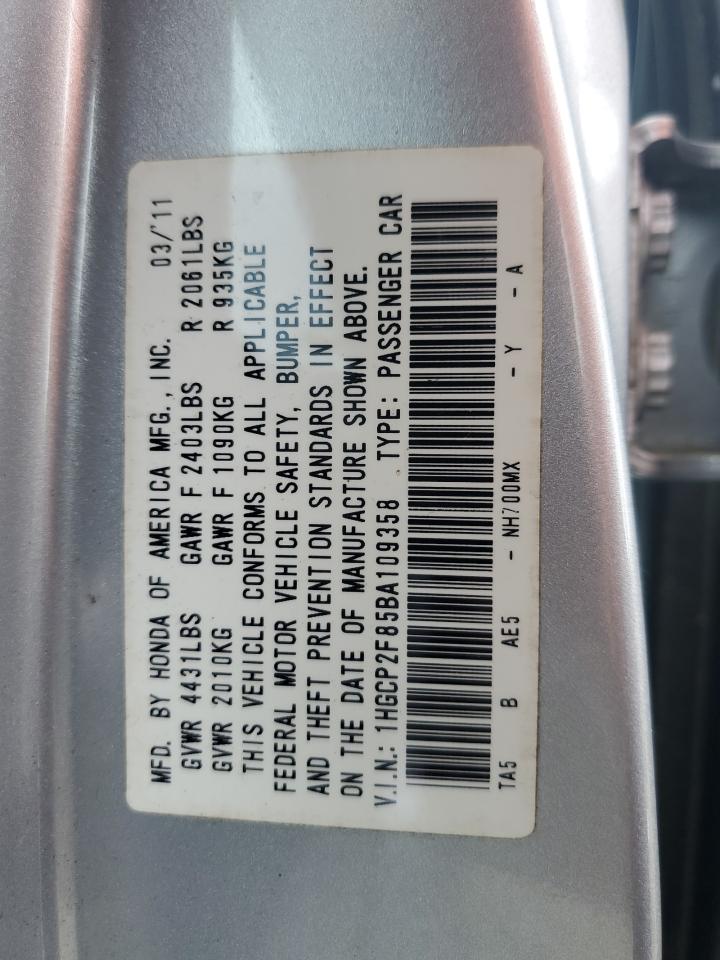 MFD. BY HONDA OF AMERICA MFG., INC. 03/'11
GVWR 4431LBS GAWR F 2403LBS R 2061LBS
GVWR 2010KG GAWR F 1090KG R 935KG
THIS VEHICLE CONFORMS TO ALL APPLICABLE
FEDERAL MOTOR VEHICLE SAFETY, BUMPER,
AND THEFT PREVENTION STANDARDS IN EFFECT
ON THE DATE OF MANUFACTURE SHOWN ABOVE.
V.I.N.: 1HGCP2F85BA109358 TYPE: PASSENGER CAR
TA5 B AE5 - NH700MX - Y - A